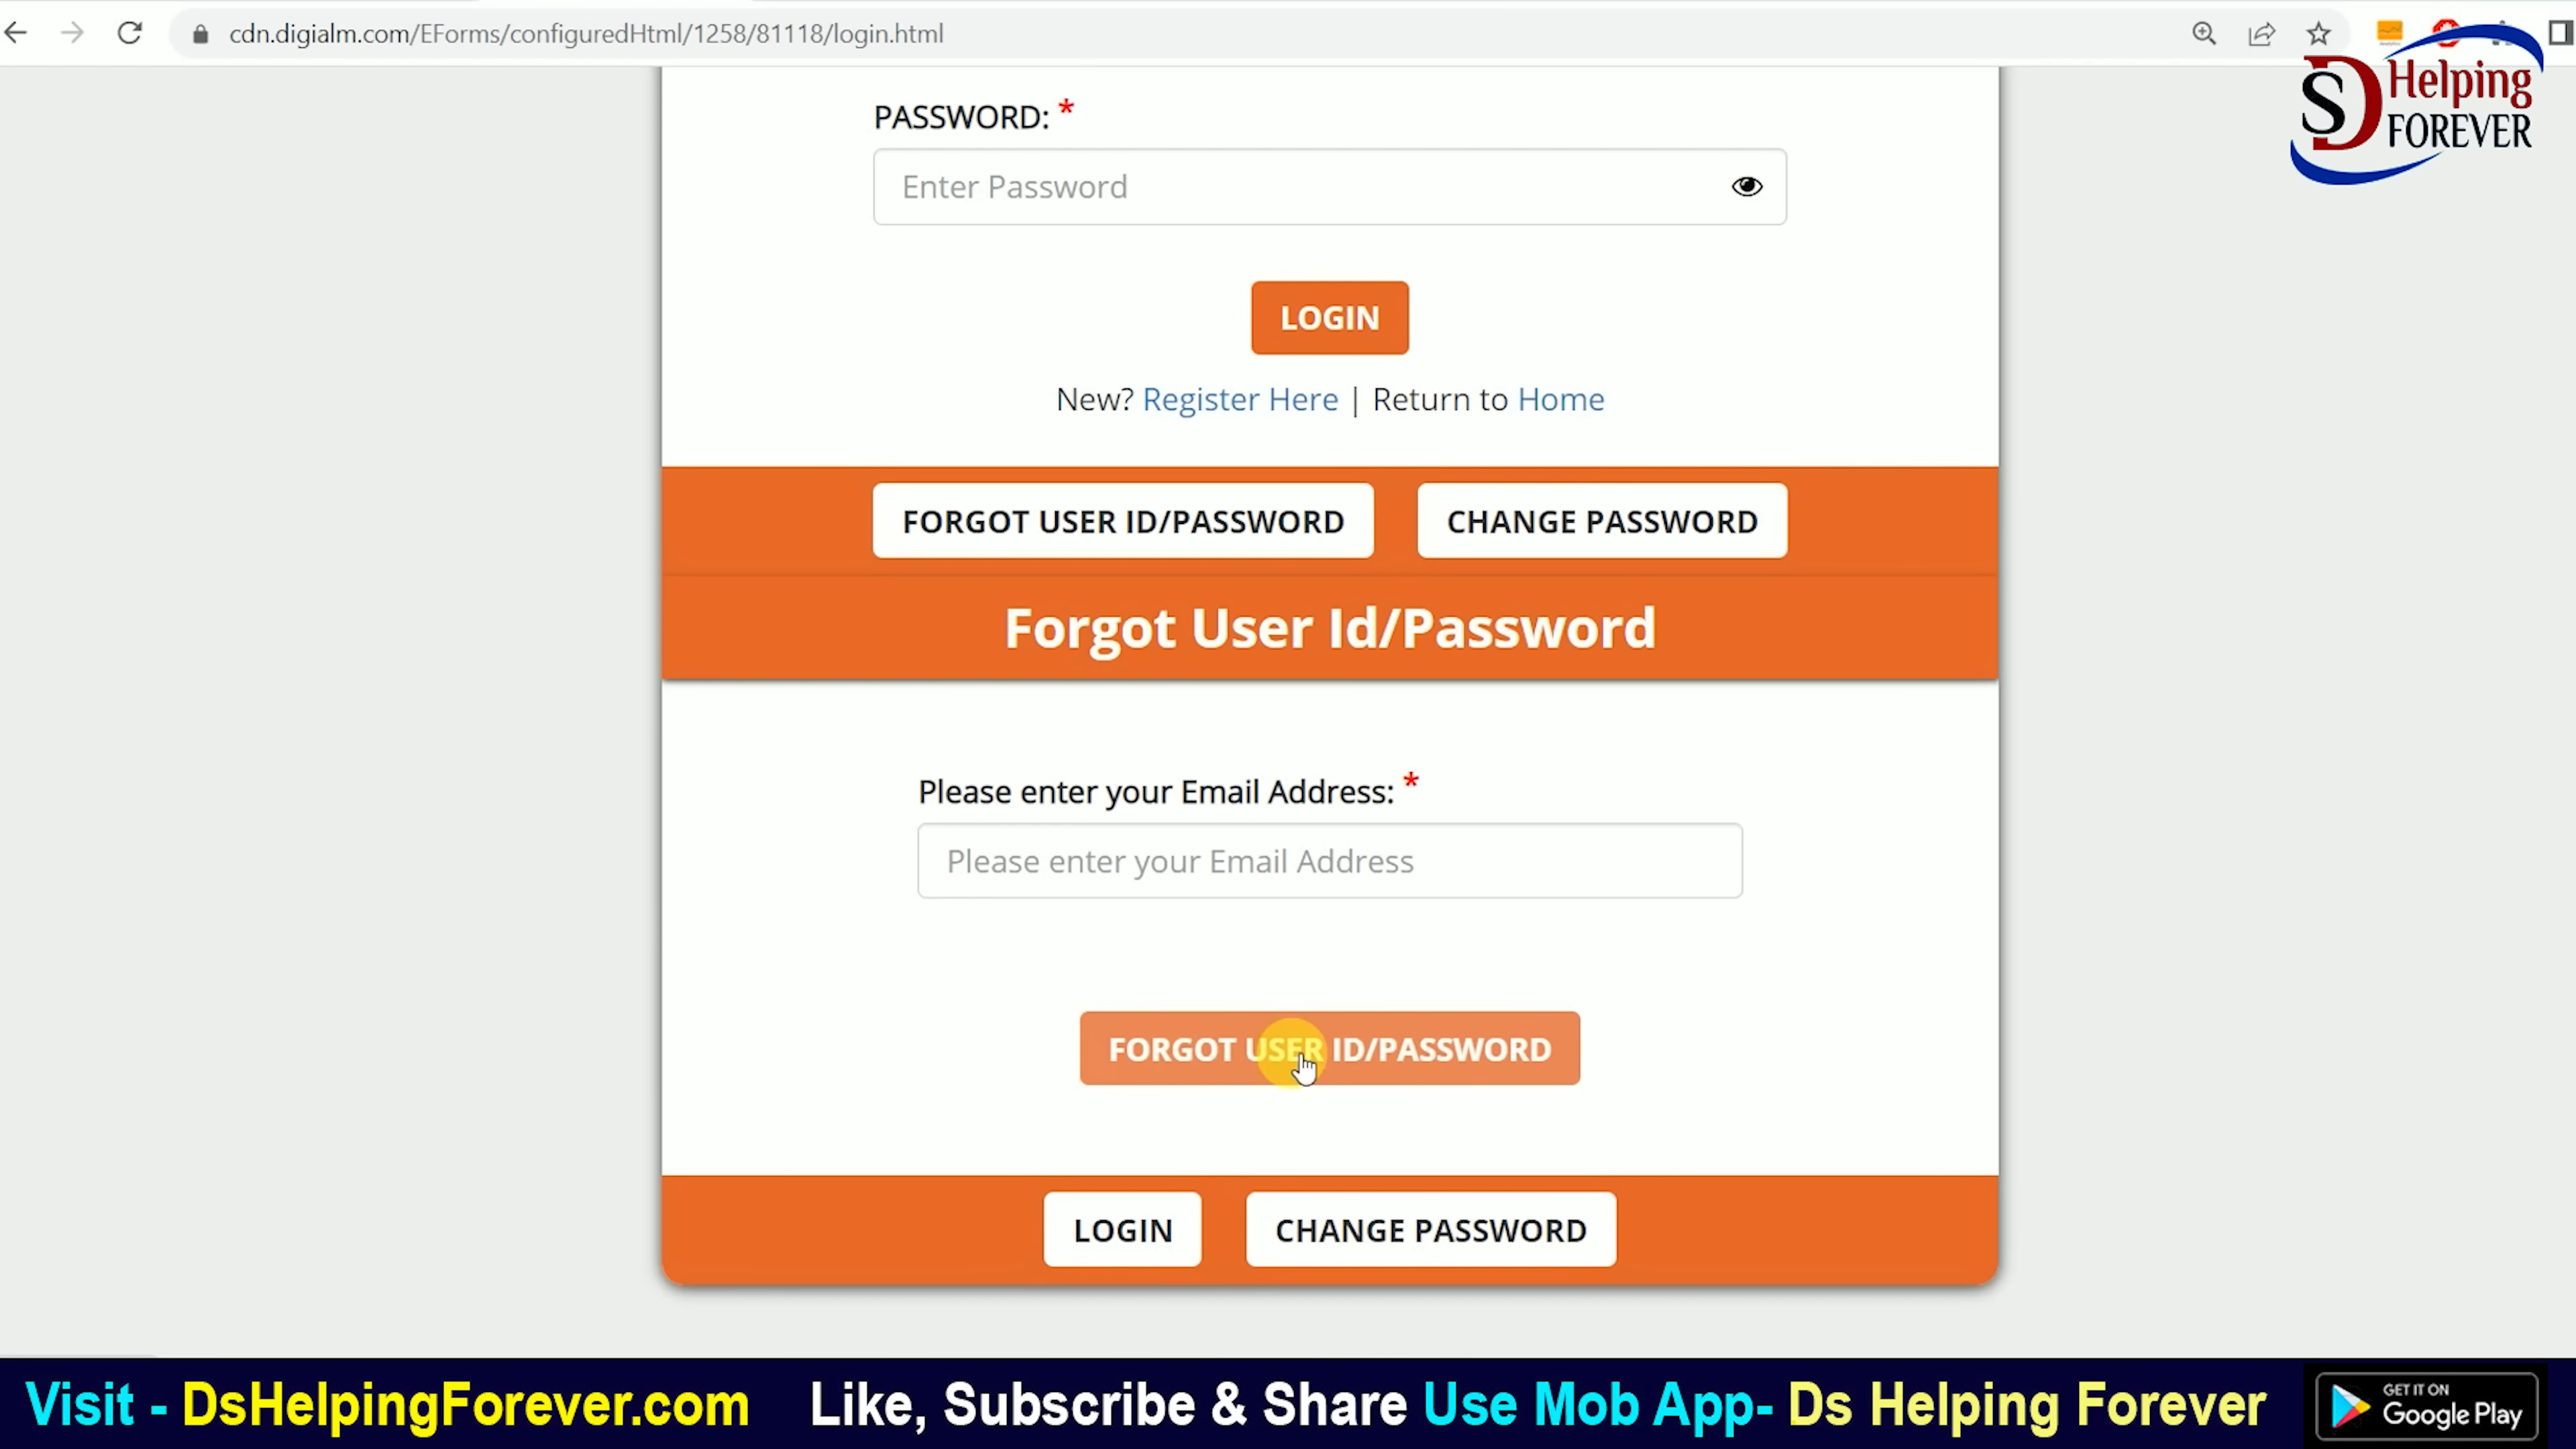 cdn.digialm.com/EForms/configuredHtml/1258/81118/login.html
SD Helping
FOREVER
PASSWORD: *
Enter Password
LOGIN
New? Register Here | Return to Home
FORGOT USER ID/PASSWORD CHANGE PASSWORD
Forgot User Id/Password
Please enter your Email Address: *
Please enter your Email Address
FORGOT USER ID/PASSWORD
LOGIN CHANGE PASSWORD
Visit - DsHelpingForever.com Like, Subscribe & Share Use Mob App- Ds Helping Forever
GET IT ON
Google Play